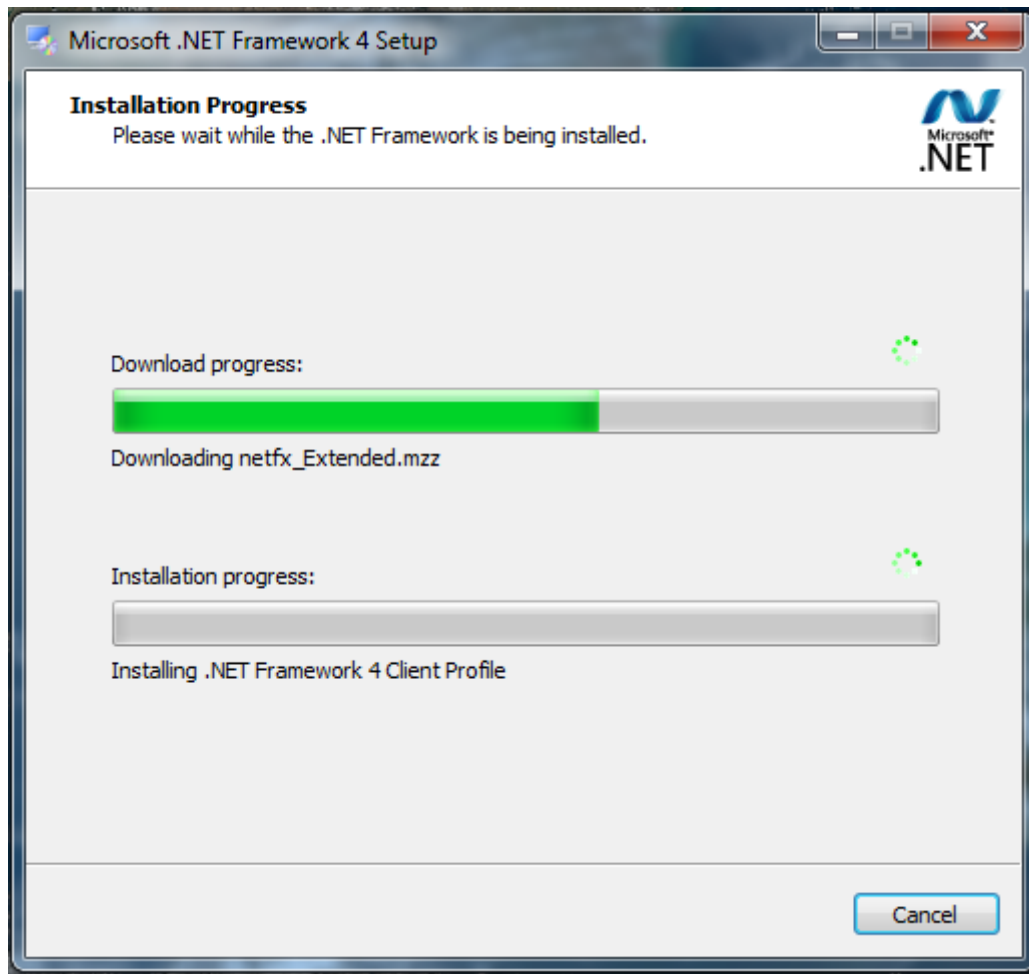 Microsoft .NET Framework 4 Setup
Installation Progress
Please wait while the .NET Framework is being installed.
Microsoft®
.NET
Download progress:
Downloading netfx_Extended.mzz
Installation progress:
Installing .NET Framework 4 Client Profile
Cancel